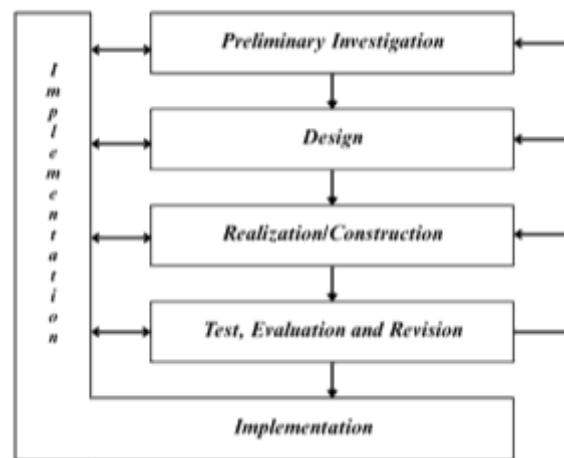 Implementation
Preliminary Investigation
Design
Realization/Construction
Test, Evaluation and Revision
Implementation